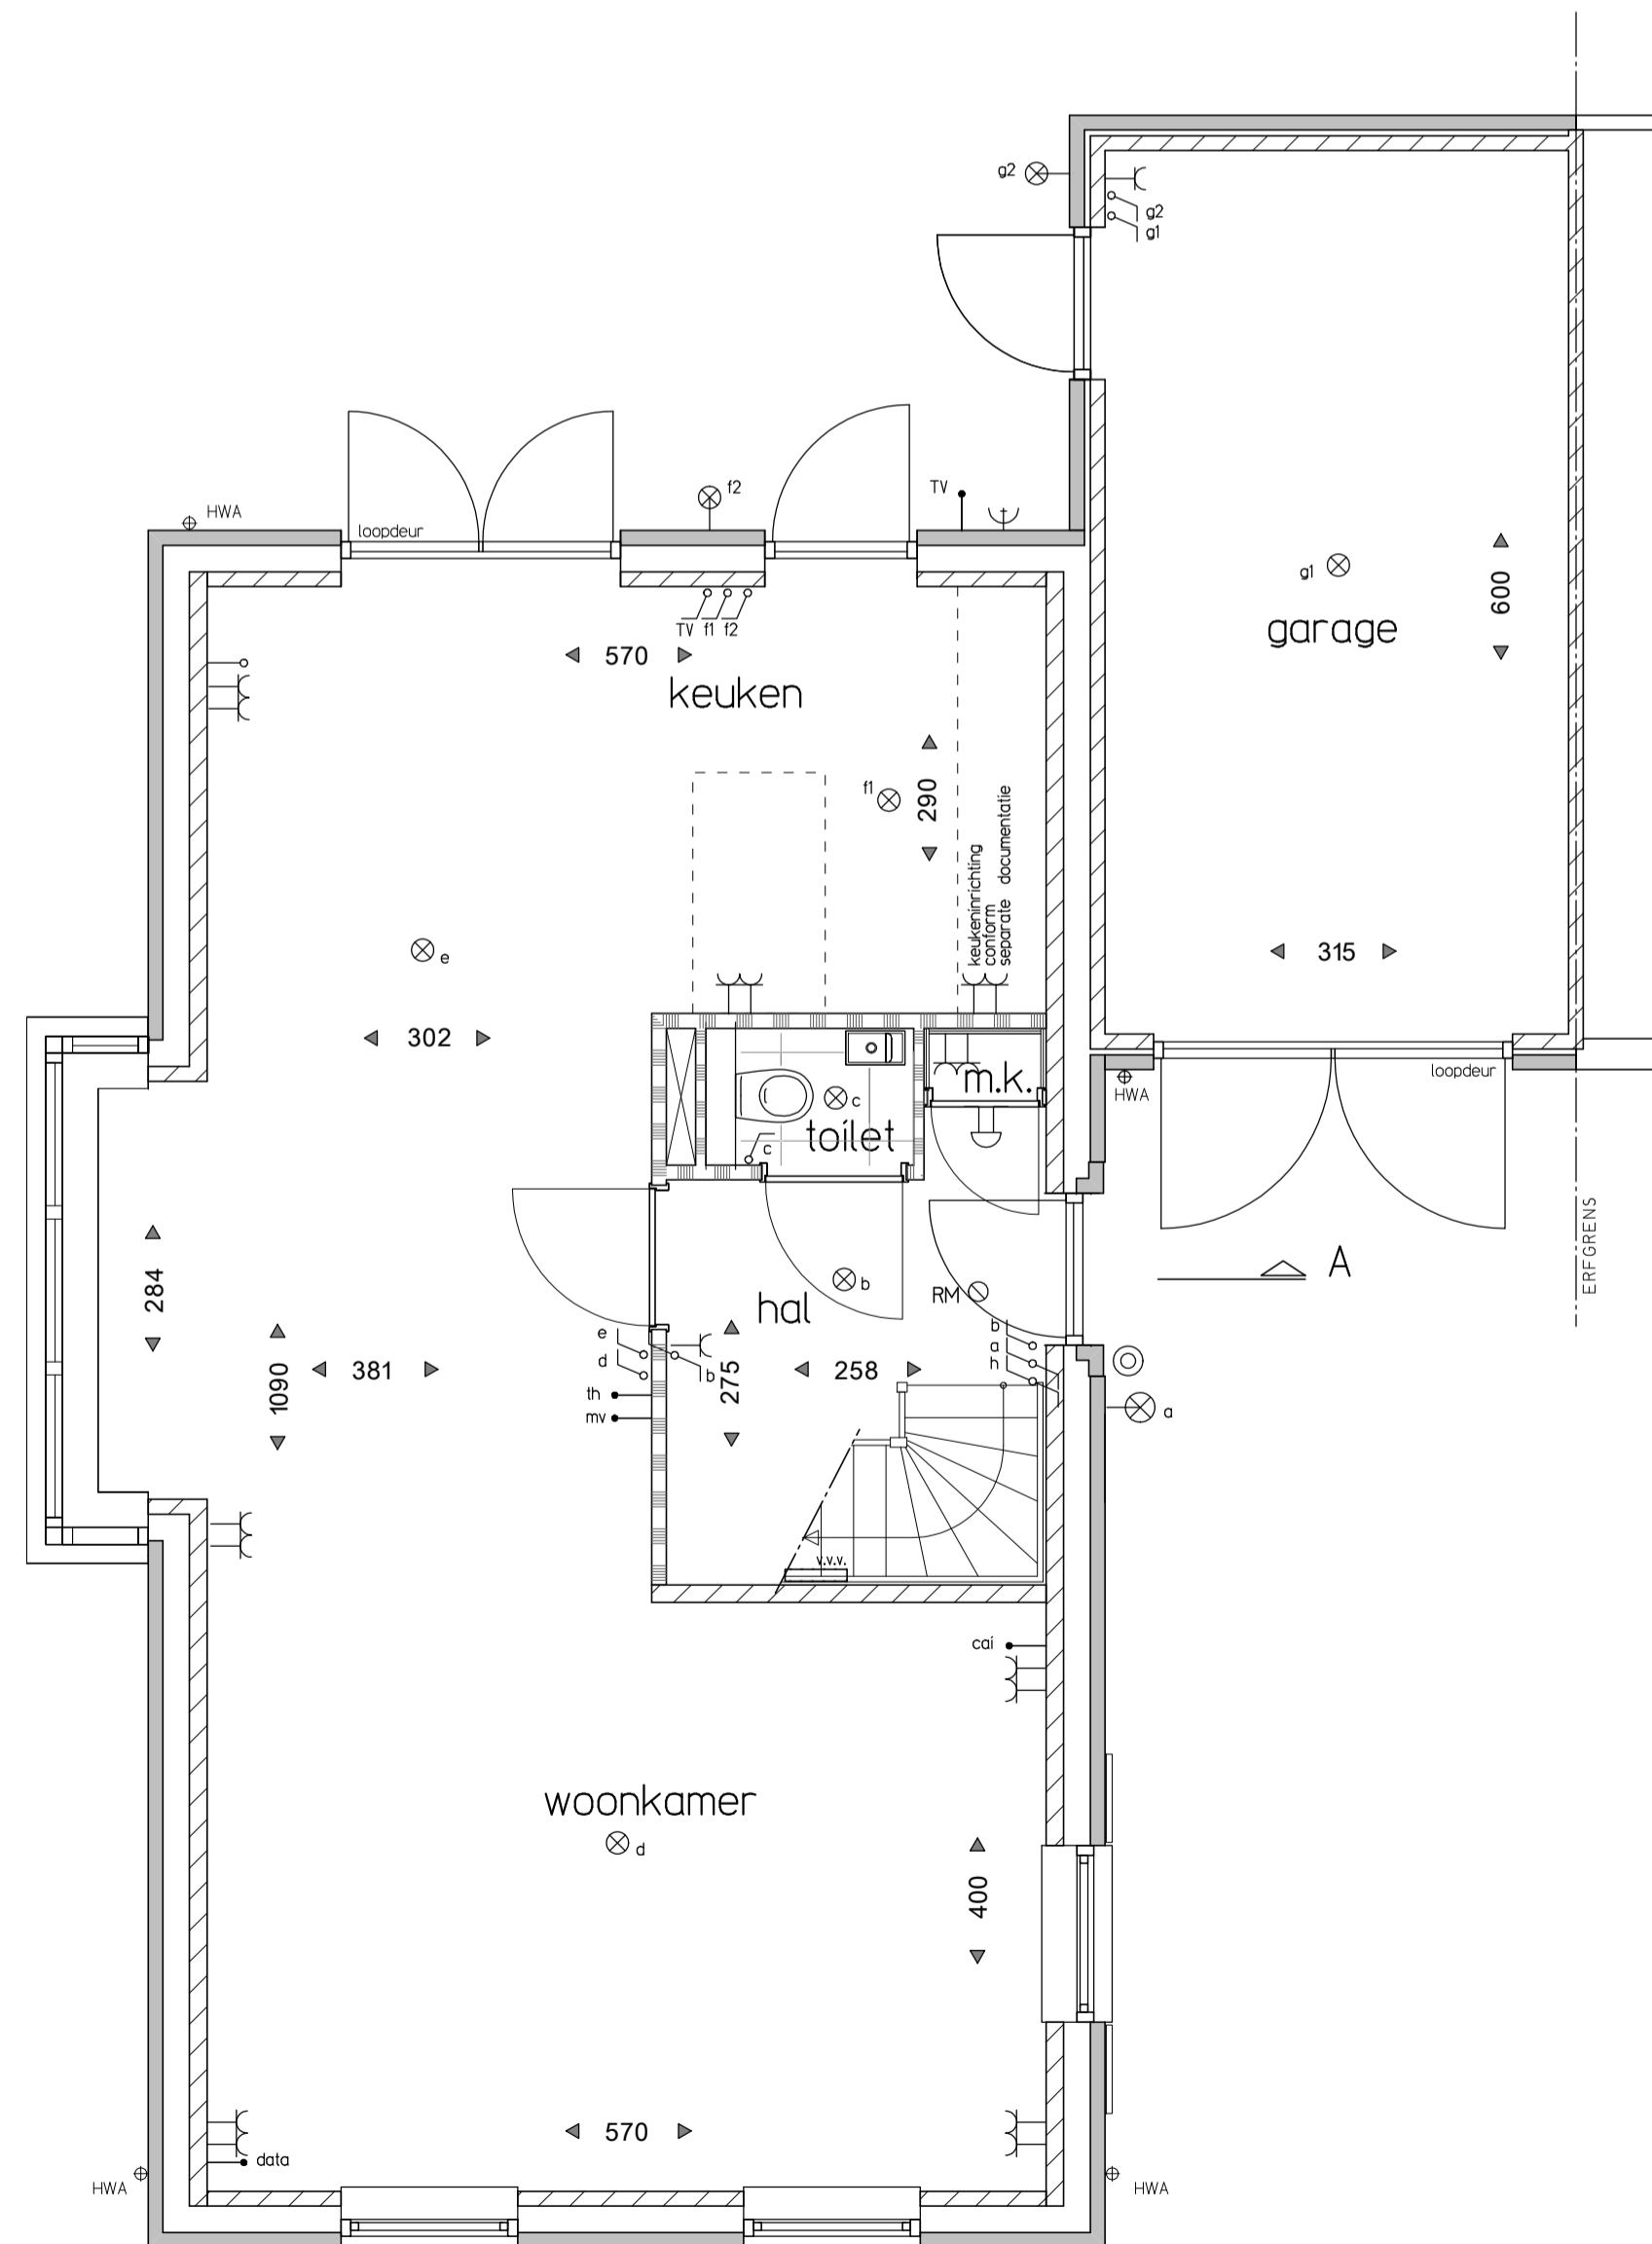 g2
g2
g1
f2
TV
HWA
loopdeur
g1
600
garage
TV f1 f2
570
keuken
f1
290
keukeninrichting
conform
separate documentatie
e
302
315
m.k.
loopdeur
HWA
c
toilet
c
ERFGRENS
A
284
b
RM
hal
e
d
b
b
a
h
1090
381
275
258
th
mv
a
v.v.v.
cai
woonkamer
d
400
570
data
HWA
HWA